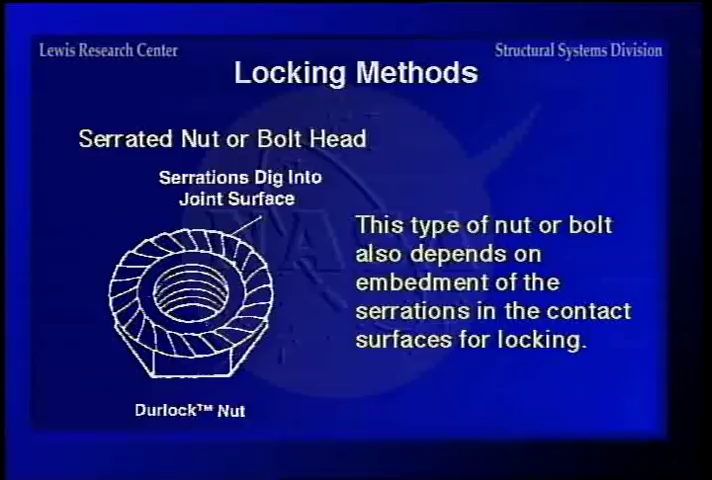 Lewis Research Center
Structural Systems Division
Locking Methods
Serrated Nut or Bolt Head
Serrations Dig Into
Joint Surface
This type of nut or bolt
also depends on
embedment of the
serrations in the contact
surfaces for locking.
Durlock™ Nut
NASA